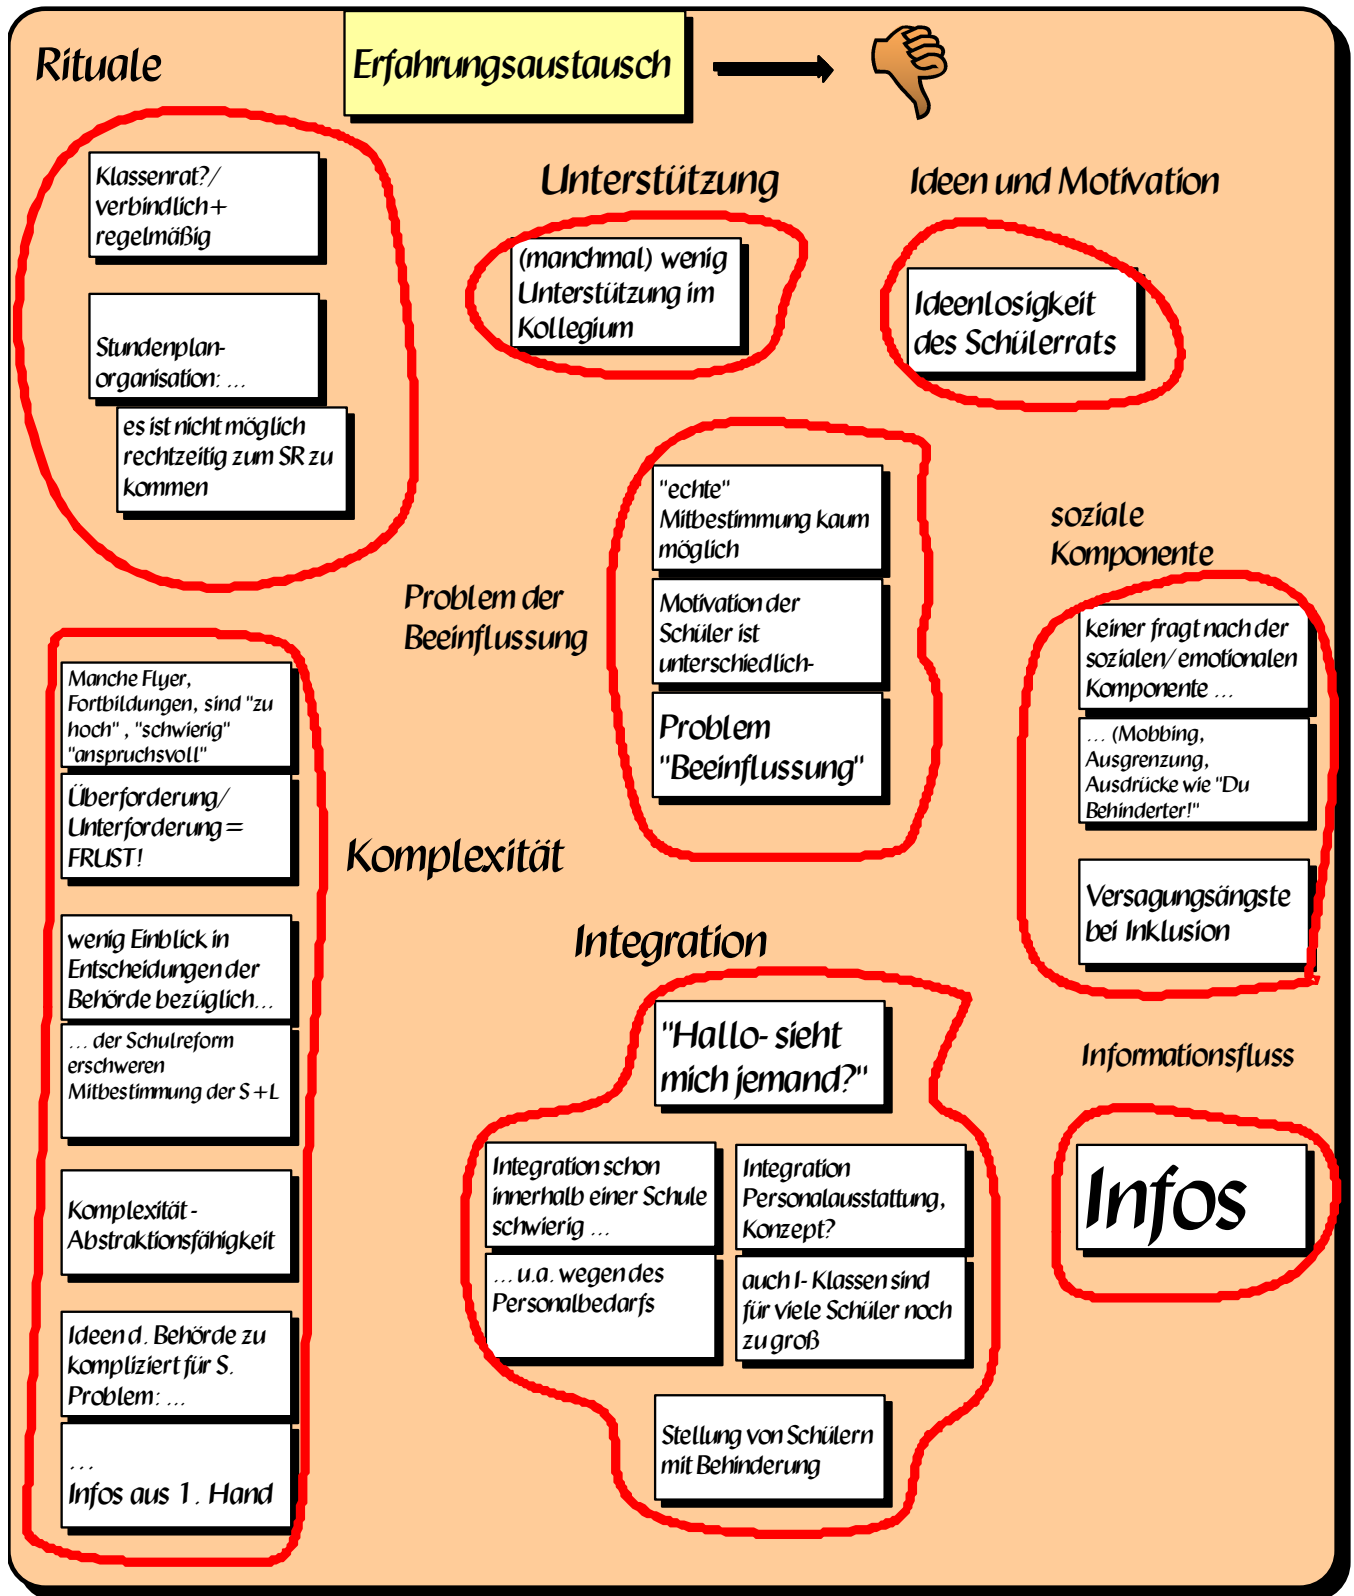 Rituale
Erfahrungsaustausch
Klassenrat?/
verbindlich+
regelmäßig
Stundenplan-
organisation: ...
es ist nicht möglich
rechtzeitig zum SR zu
kommen
Unterstützung
(manchmal) wenig
Unterstützung im
Kollegium
Ideen und Motivation
Ideenlosigkeit
des Schülerrats
Problem der
Beeinflussung
"echte"
Mitbestimmung kaum
möglich
Motivation der
Schüler ist
unterschiedlich-
Problem
"Beeinflussung"
soziale
Komponente
keiner fragt nach der
sozialen/ emotionalen
Komponente ...
... (Mobbing,
Ausgrenzung,
Ausdrücke wie "Du
Behinderter!"
Versagungsängste
bei Inklusion
Manche Flyer,
Fortbildungen, sind "zu
hoch" , "schwierig"
"anspruchsvoll"
Überforderung/
Unterforderung=
FRUST!
wenig Einblick in
Entscheidungen der
Behörde bezüglich...
... der Schulreform
erschweren
Mitbestimmung der S+L
Komplexität -
Abstraktionsfähigkeit
Ideen d. Behörde zu
kompliziert für S.
Problem: ...
...
Infos aus 1. Hand
Komplexität
Integration
"Hallo- sieht
mich jemand?"
Integration schon
innerhalb einer Schule
schwierig ...
... u.a. wegen des
Personalbedarfs
Integration
Personalausstattung,
Konzept?
auch I- Klassen sind
für viele Schüler noch
zu groß
Stellung von Schülern
mit Behinderung
Informationsfluss
Infos